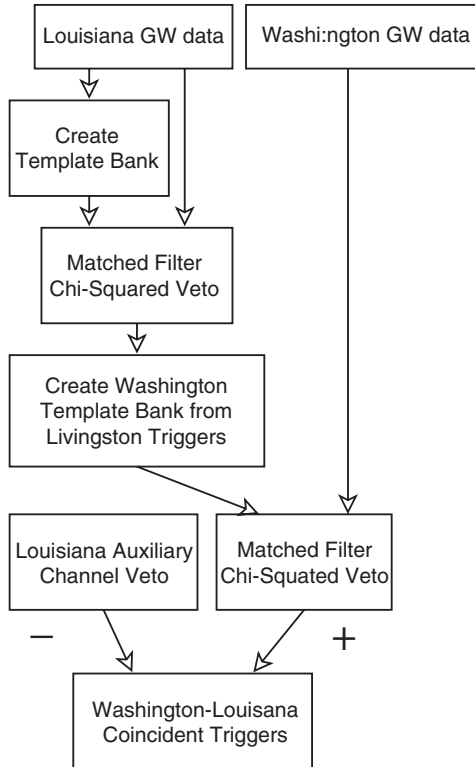 Louisiana GW data
Washi:ngton GW data
Create
Template Bank
Matched Filter
Chi-Squared Veto
Create Washington
Template Bank from
Livingston Triggers
Louisiana Auxiliary
Channel Veto
Matched Filter
Chi-Squated Veto
−
+
Washington-Louisana
Coincident Triggers